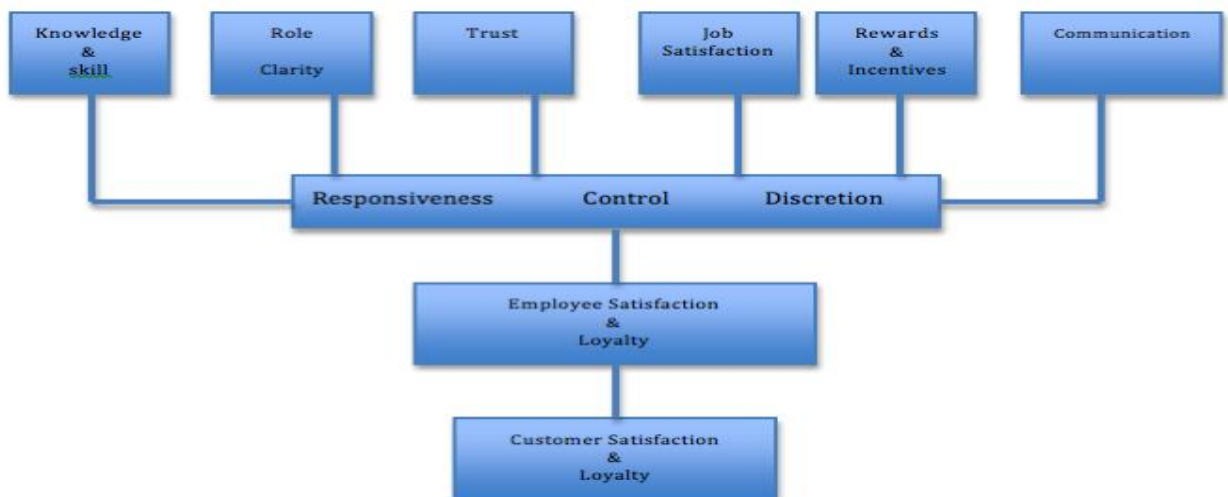 Knowledge
&
skill
Role
Clarity
Trust
Job
Satisfaction
Rewards
&
Incentives
Communication
Responsiveness Control Discretion
Employee Satisfaction
&
Loyalty
Customer Satisfaction
&
Loyalty